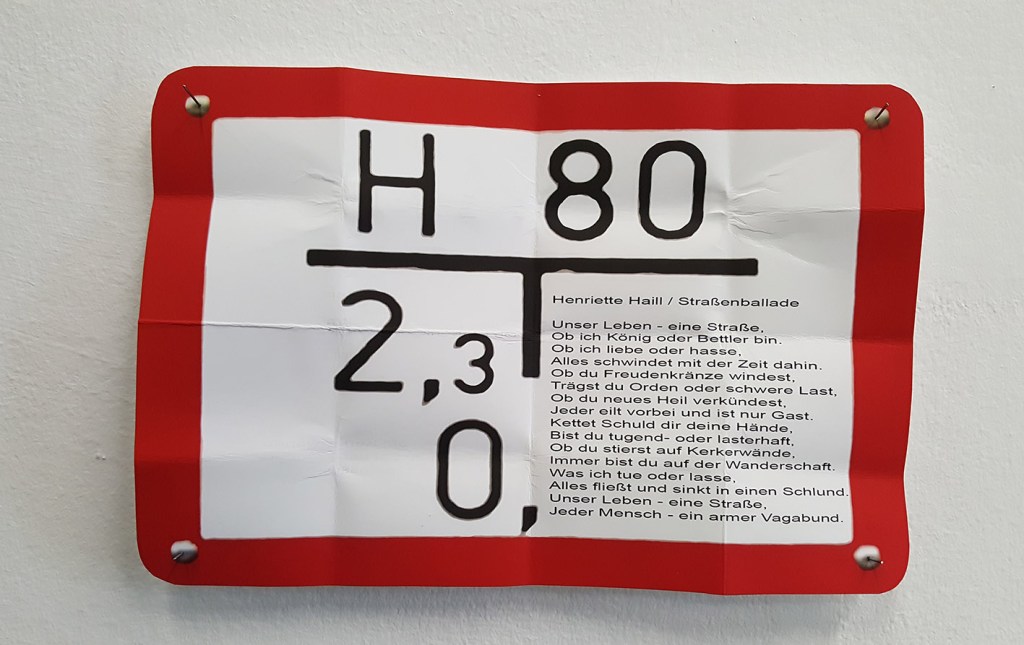 H 80
2,3
0,
Henriette Haill / Straßenballade
Unser Leben - eine Straße,
Ob ich König oder Bettler bin.
Ob ich liebe oder hasse,
Alles schwindet mit der Zeit dahin.
Ob du Freudenkränze windest,
Trägst du Orden oder schwere Last,
Ob du neues Heil verkündest,
Jeder eilt vorbei und ist nur Gast.
Kettet Schuld dir deine Hände,
Bist du tugend- oder lasterhaft,
Ob du stierst auf Kerkerwände,
Immer bist du auf der Wanderschaft.
Was ich tue oder lasse,
Alles fließt und sinkt in einen Schlund.
Unser Leben - eine Straße,
Jeder Mensch - ein armer Vagabund.